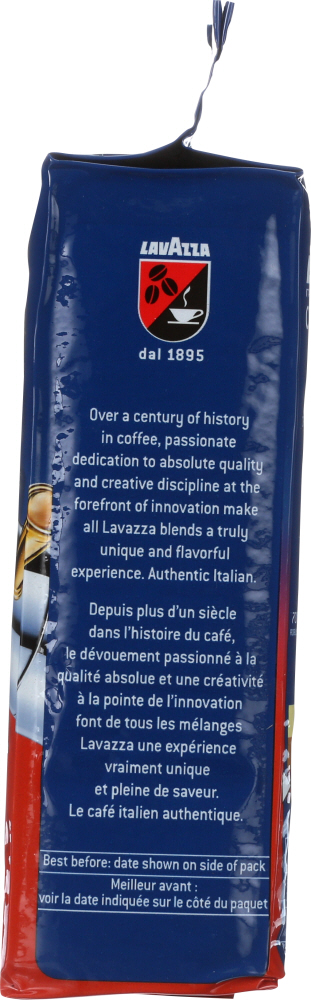 LAVAZZA
dal 1895
Over a century of history
in coffee, passionate
dedication to absolute quality
and creative discipline at the
forefront of innovation make
all Lavazza blends a truly
unique and flavorful
experience. Authentic Italian.
Depuis plus d'un siècle
dans l'histoire du café,
le dévouement passionné à la
qualité absolue et une créativité
à la pointe de l'innovation
font de tous les mélanges
Lavazza une expérience
vraiment unique
et pleine de saveur.
Le café italien authentique.
Best before: date shown on side of pack
Meilleur avant :
voir la date indiquée sur le côté du paquet